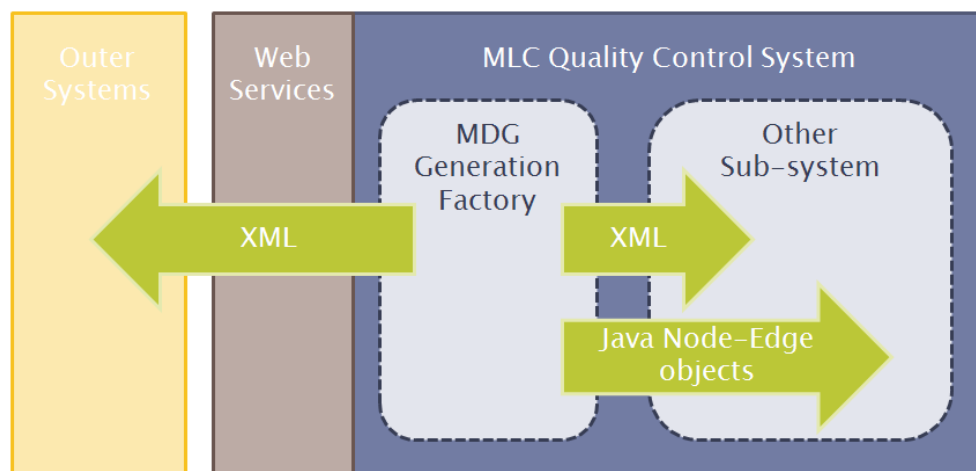 Outer
Systems
Web
Services
MLC Quality Control System
MDG
Generation
Factory
Other
Sub-system
XML
XML
Java Node-Edge
objects